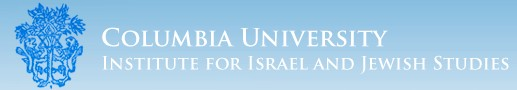 COLUMBIA UNIVERSITY
INSTITUTE FOR ISRAEL AND JEWISH STUDIES